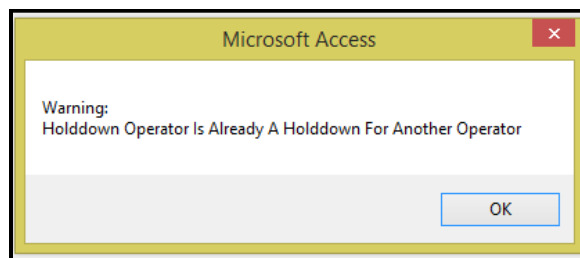 Microsoft Access
Warning:
Holddown Operator Is Already A Holddown For Another Operator
OK